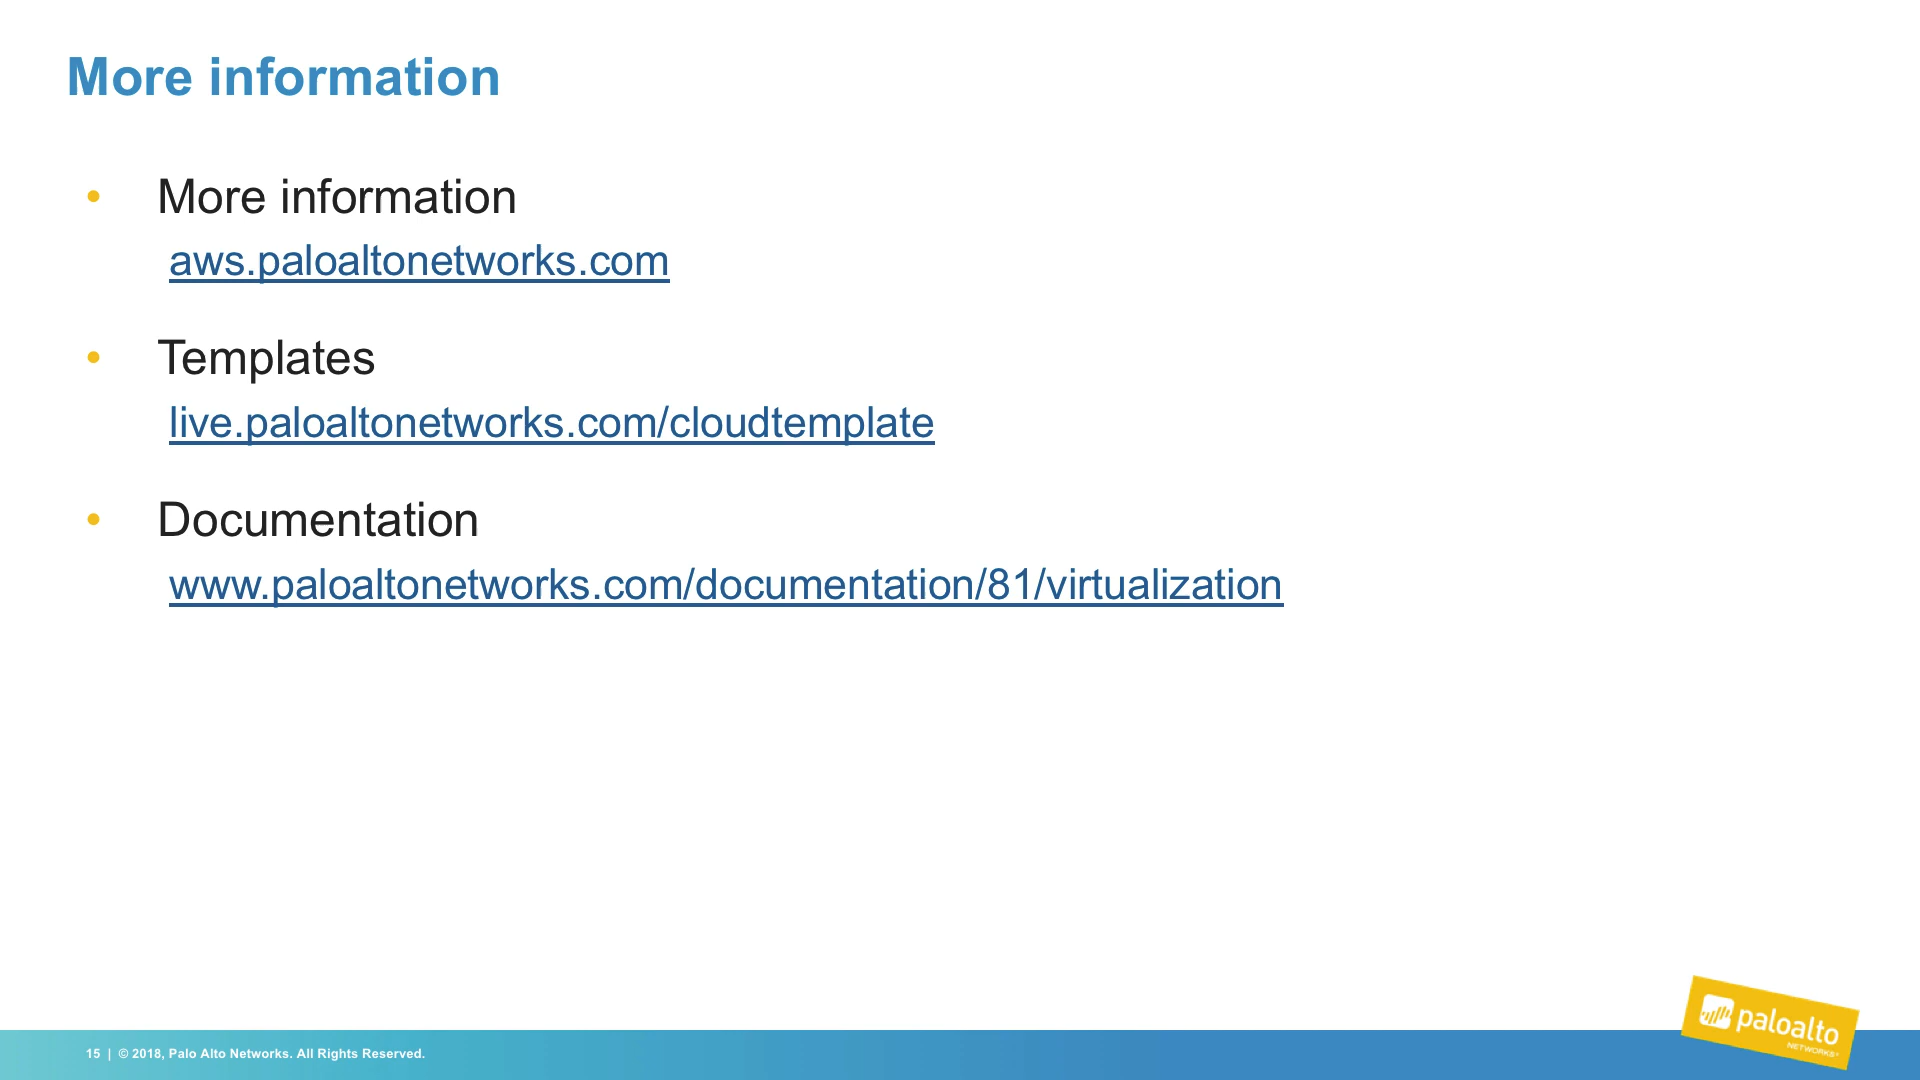 More information
• More information
aws.paloaltonetworks.com
• Templates
live.paloaltonetworks.com/cloudtemplate
• Documentation
www.paloaltonetworks.com/documentation/81/virtualization
15 | © 2018, Palo Alto Networks. All Rights Reserved.
paloalto
NETWORKS®